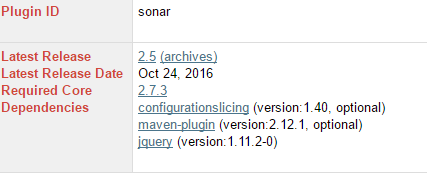 Plugin ID sonar
Latest Release 2.5 (archives)
Latest Release Date Oct 24, 2016
Required Core 2.7.3
Dependencies configurationslicing (version:1.40, optional)
maven-plugin (version:2.12.1, optional)
jquery (version:1.11.2-0)